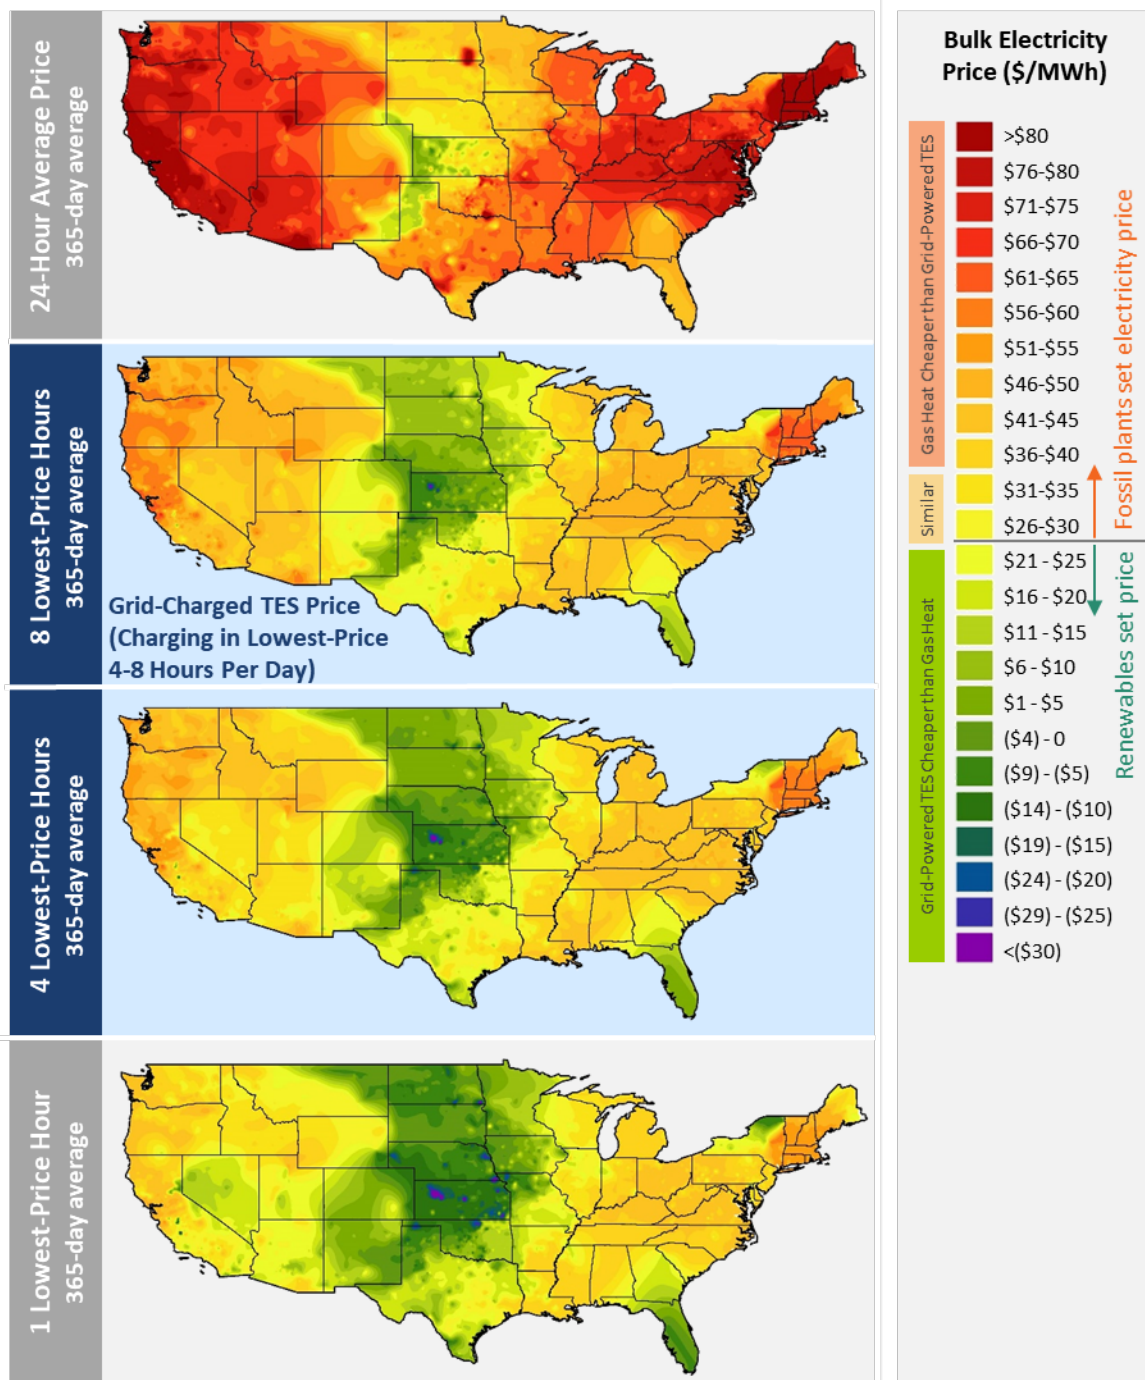 24-Hour Average Price
365-day average
8 Lowest-Price Hours
365-day average
Grid-Charged TES Price
(Charging in Lowest-Price
4-8 Hours Per Day)
4 Lowest-Price Hours
365-day average
1 Lowest-Price Hour
365-day average
Bulk Electricity
Price ($/MWh)
Gas Heat Cheaper than Grid-Powered TES
Similar
Grid-Powered TES Cheaper than Gas Heat
>$80
$76-$80
$71-$75
$66-$70
$61-$65
$56-$60
$51-$55
$46-$50
$41-$45
$36-$40
$31-$35
$26-$30
$21 - $25
$16 - $20
$11 - $15
$6 - $10
$1 - $5
($4) - 0
($9) - ($5)
($14) - ($10)
($19) - ($15)
($24) - ($20)
($29) - ($25)
<($30)
Fossil plants set electricity price
Renewables set price